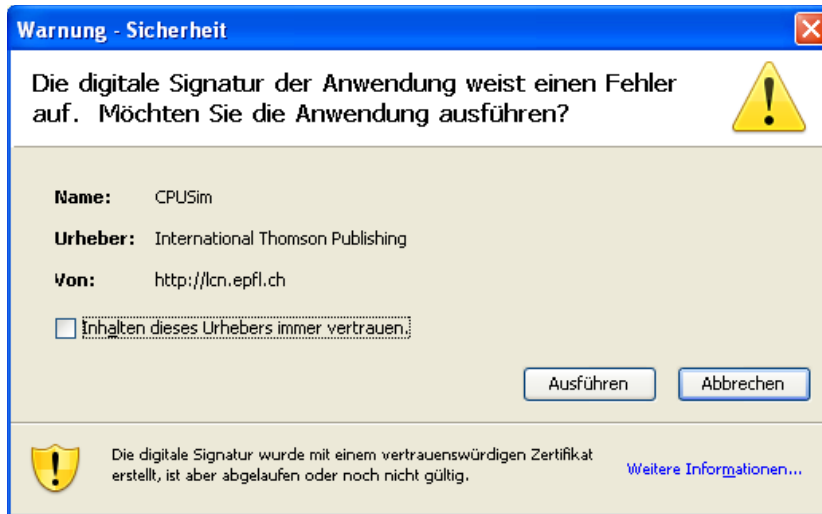 Warnung - Sicherheit
Die digitale Signatur der Anwendung weist einen Fehler
auf. Möchten Sie die Anwendung ausführen?
Name: CPUSim
Urheber: International Thomson Publishing
Von: http://lcn.epfl.ch
Inhalten dieses Urhebers immer vertrauen.
Ausführen Abbrechen
Die digitale Signatur wurde mit einem vertrauenswürdigen Zertifikat
erstellt, ist aber abgelaufen oder noch nicht gültig.
Weitere Informationen...